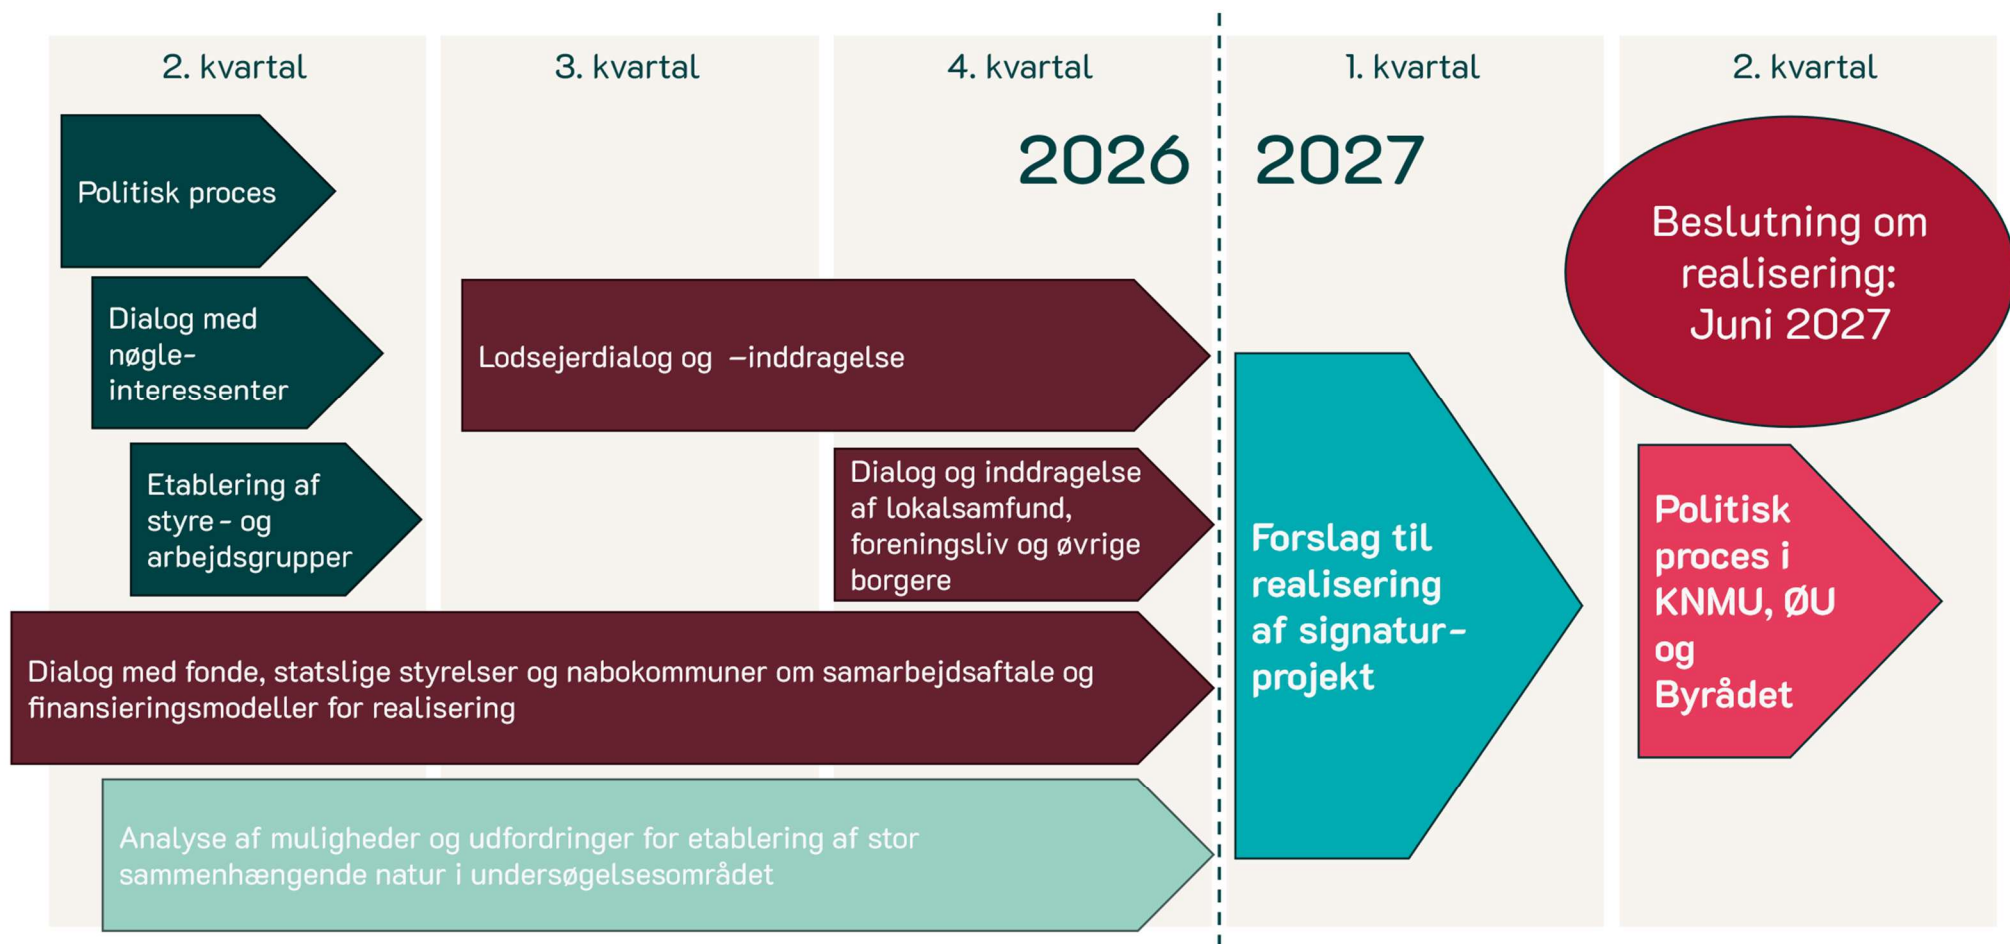 2. kvartal
3. kvartal
4. kvartal
1. kvartal
2. kvartal
2026
2027
Politisk proces
Dialog med
nøgle-
interessenter
Etablering af
styre- og
arbejdsgrupper
Lodsejerdialog og –inddragelse
Dialog og inddragelse
af lokalsamfund,
foreningsliv og øvrige
borgere
Dialog med fonde, statslige styrelser og nabokommuner om samarbejdsaftale og
finansieringsmodeller for realisering
Analyse af muligheder og udfordringer for etablering af stor
sammenhængende natur i undersøgelsesområdet
Forslag til
realisering
af signatur-
projekt
Beslutning om
realisering:
Juni 2027
Politisk
proces i
KNMU, ØU
og
Byrådet